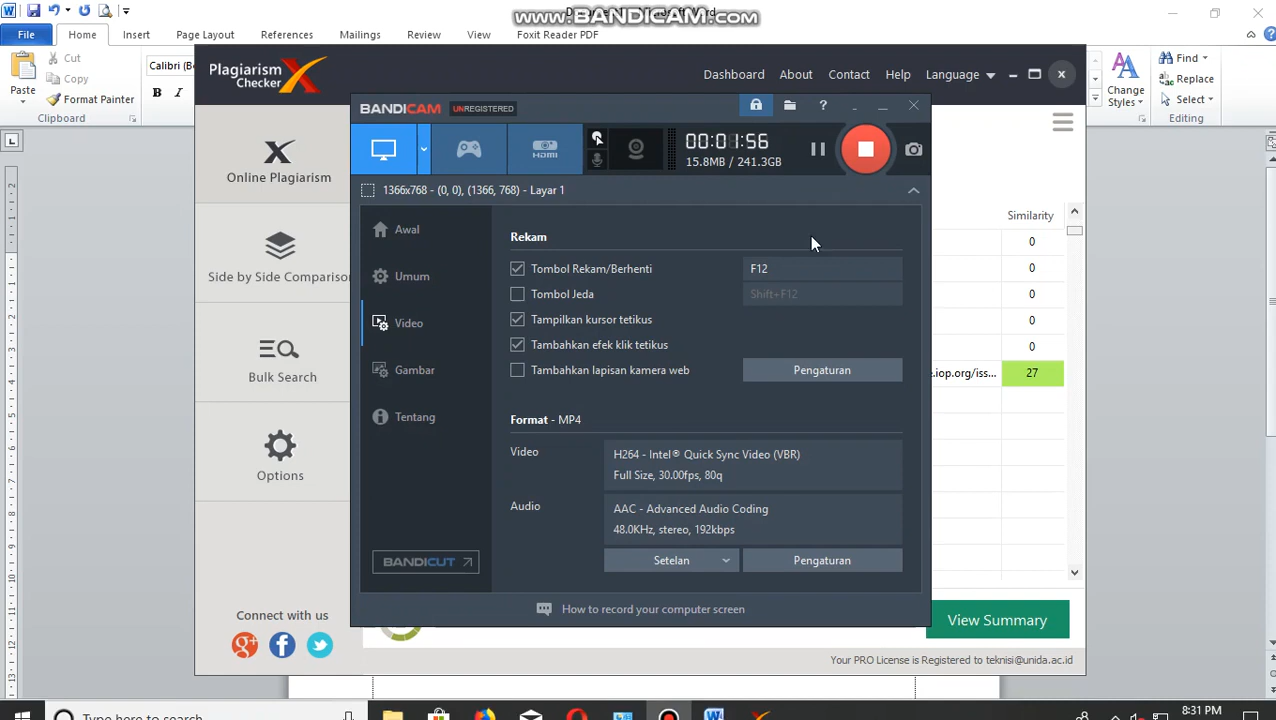 www.BANDICAM.com
File Home Insert Page Layout References Mailings Review View Foxit Reader PDF
Paste
Cut
Copy
Format Painter
Clipboard
Calibri (B
B I
Change
Styles
Find
Replace
Select
Editing
Plagiarism
Checker X
Dashboard About Contact Help Language
Online Plagiarism
Side by Side Comparison
Bulk Search
Options
Connect with us
BANDICAM UNREGISTERED
HDMI
00:01:56
15.8MB / 241.3GB
1366x768 - (0, 0), (1366, 768) - Layar 1
Awal
Umum
Video
Gambar
Tentang
BANDICUT
Rekam
Tombol Rekam/Berhenti F12
Tombol Jeda Shift+F12
Tampilkan kursor tetikus
Tambahkan efek klik tetikus
Tambahkan lapisan kamera web Pengaturan
Format - MP4
Video
H264 - Intel® Quick Sync Video (VBR)
Full Size, 30.00fps, 80q
Audio
AAC - Advanced Audio Coding
48.0KHz, stereo, 192kbps
Setelan Pengaturan
How to record your computer screen
Similarity
0
0
0
0
0
.iop.org/iss... 27
View Summary
Your PRO License is Registered to teknisi@unida.ac.id
Type here to search
8:31 PM